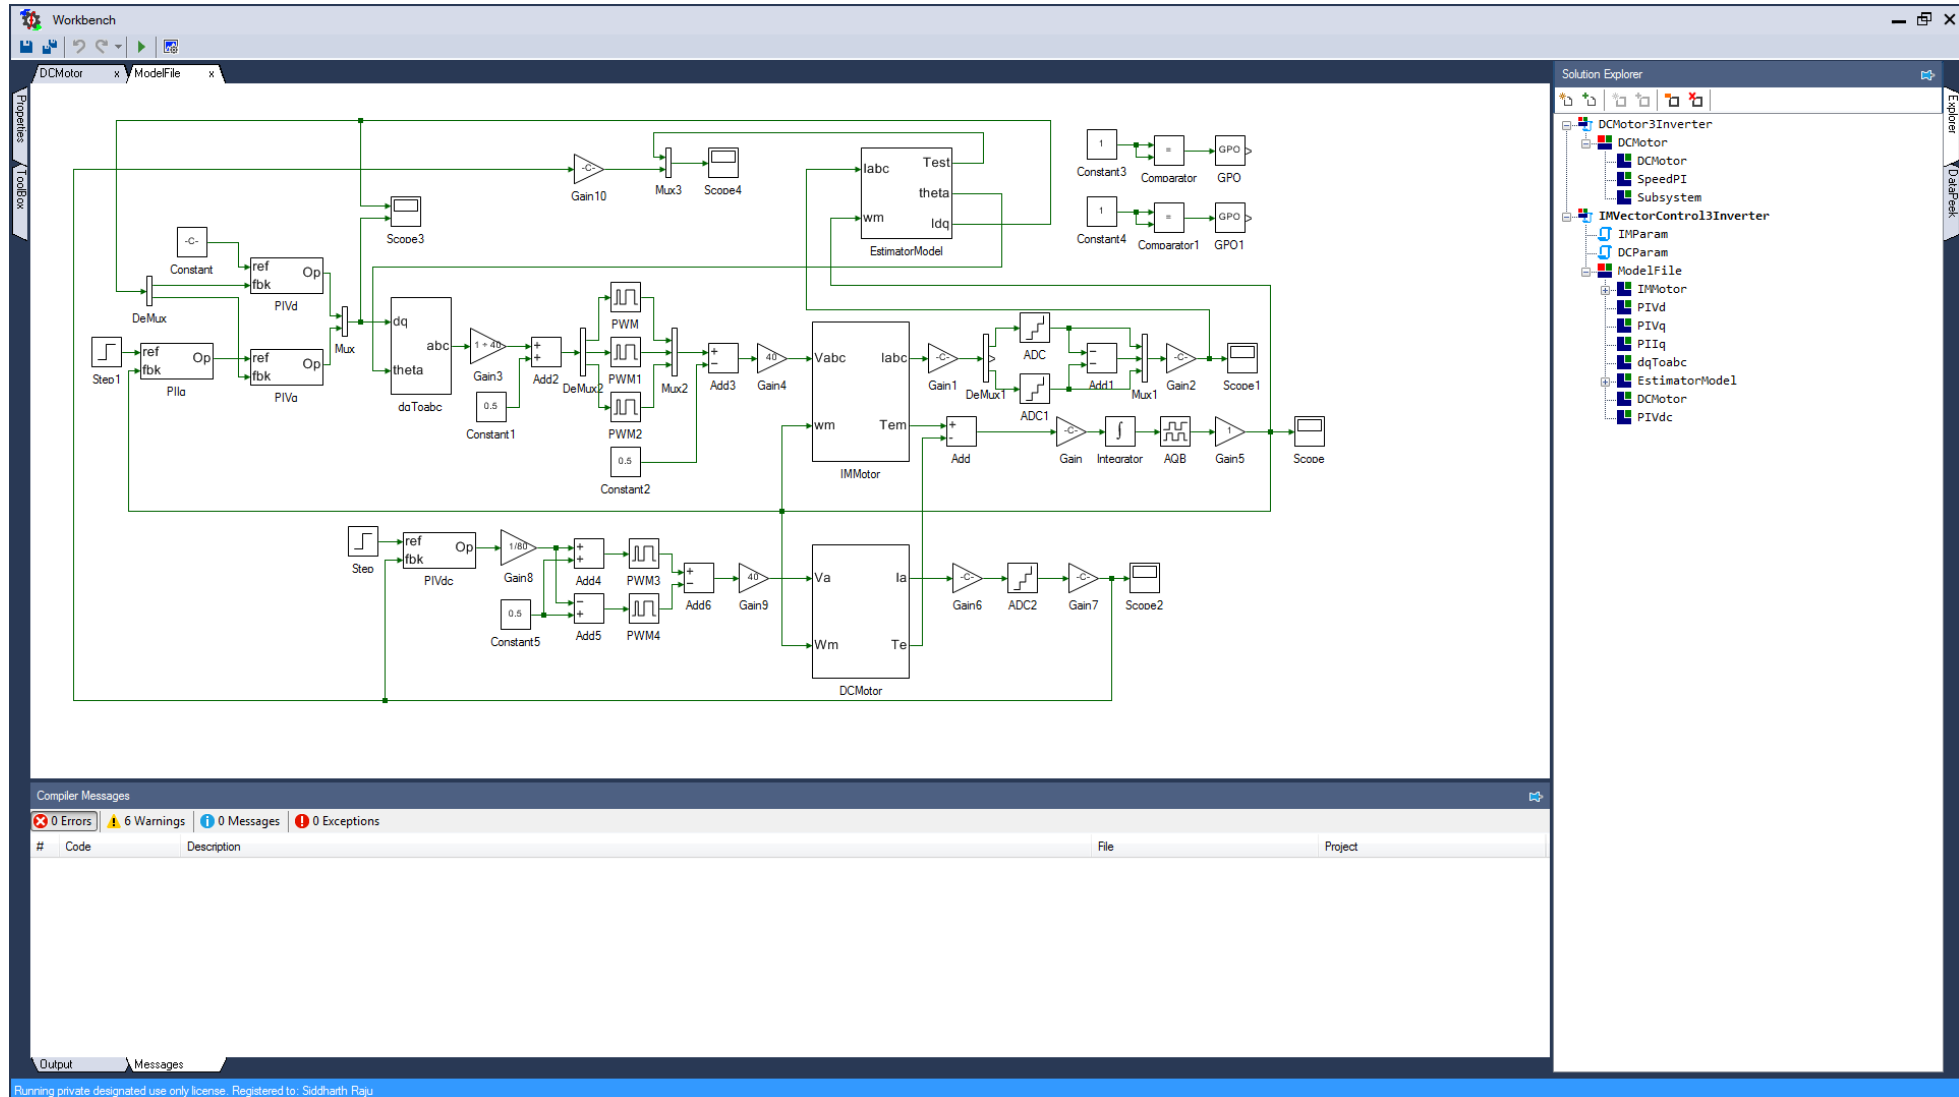 Workbench
DCMotor x ModelFile x
Properties
ToolBox
-C-
Gain10
Mux3
Scope4
Iabc
wm
Test
theta
Idq
EstimatorModel
1
Constant3
=
Comparator
GPO
GPO
1
Constant4
=
Comparator1
GPO
GPO1
Scope3
-C-
Constant
ref
fbk
Op
PIVd
DeMux
Step1
ref
fbk
Op
PIIq
ref
fbk
Op
PIVq
Mux
dq
theta
abc
dqToabc
1 ÷ 40
Gain3
+
+
Add2
0.5
Constant1
DeMux2
PWM
PWM1
PWM2
Mux2
0.5
Constant2
+
−
Add3
40
Gain4
Vabc
wm
Iabc
Tem
IMMotor
-C-
Gain1
DeMux1
ADC
ADC1
−
−
Add1
Mux1
-C-
Gain2
Scope1
+
-
Add
-C-
Gain
∫
Integrator
AQB
1
Gain5
Scope
Step
ref
fbk
Op
PIVdc
1/80
Gain8
0.5
Constant5
+
+
Add4
−
+
Add5
PWM3
PWM4
+
−
Add6
40
Gain9
Va
Wm
Ia
Te
DCMotor
-C-
Gain6
ADC2
-C-
Gain7
Scope2
Solution Explorer
DCMotor3Inverter
DCMotor
DCMotor
SpeedPI
Subsystem
IMVectorControl3Inverter
IMParam
DCParam
ModelFile
IMMotor
PIVd
PIVq
PIIq
dqToabc
EstimatorModel
DCMotor
PIVdc
Explorer
DataPeek
Compiler Messages
0 Errors 6 Warnings 0 Messages 0 Exceptions
# Code Description File Project
Output Messages
Running private designated use only license. Registered to: Siddharth Raju